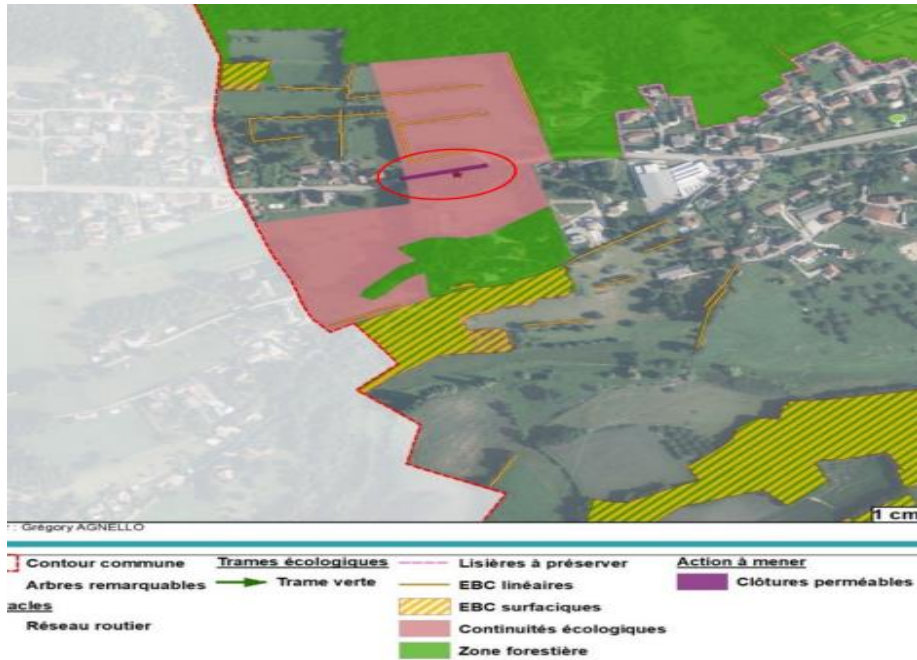 1 cm
: Grégory AGNELLO
Contour commune
Arbres remarquables
acles
Réseau routier
Trames écologiques
Trame verte
Lisières à préserver
EBC linéaires
EBC surfaciques
Continuités écologiques
Zone forestière
Action à mener
Clôtures perméables